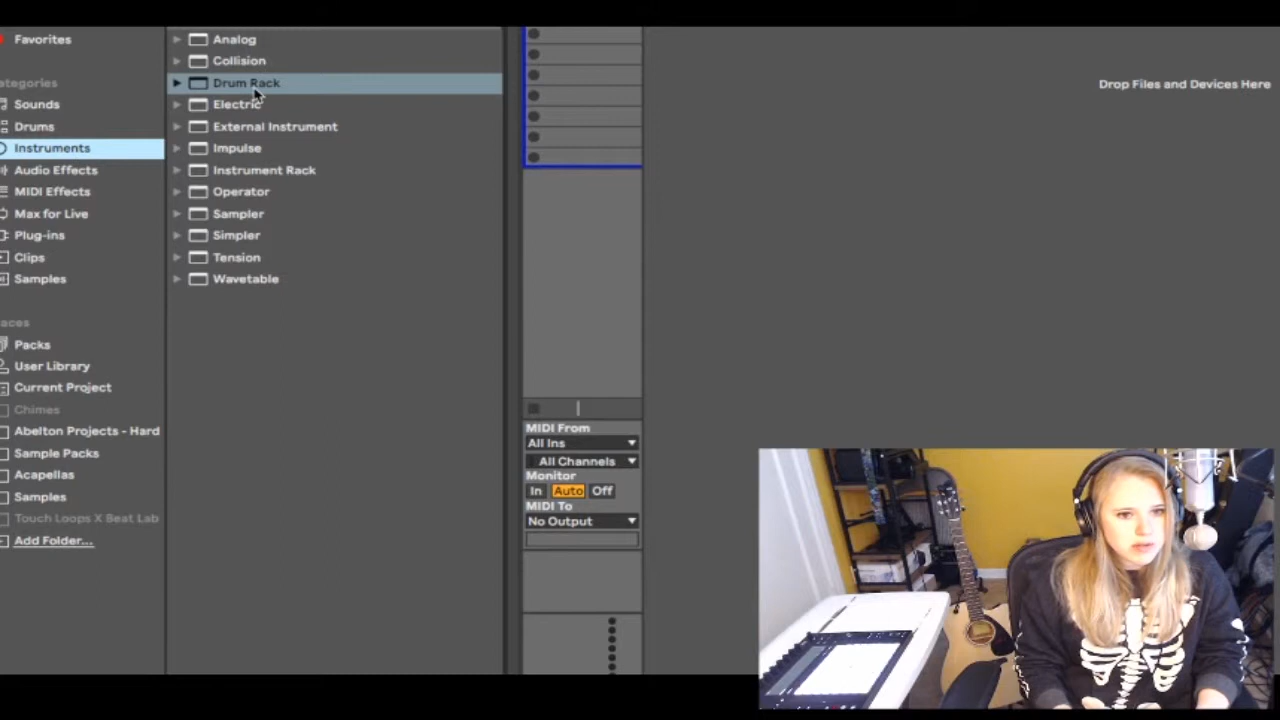 Favorites
ategories
Sounds
Drums
Instruments
Audio Effects
MIDI Effects
Max for Live
Plug-ins
Clips
Samples
aces
Packs
User Library
Current Project
Chimes
Abelton Projects - Hard
Sample Packs
Acapellas
Samples
Touch Loops X Beat Lab
Add Folder...
Analog
Collision
Drum Rack
Electric
External Instrument
Impulse
Instrument Rack
Operator
Sampler
Simpler
Tension
Wavetable
MIDI From
All Ins
All Channels
Monitor
In Auto Off
MIDI To
No Output
Drop Files and Devices Here